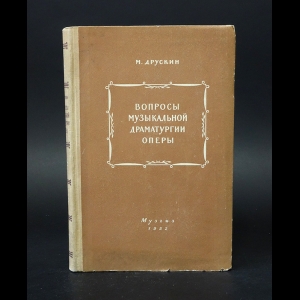 М. ДРУСКИН
ВОПРОСЫ
МУЗЫКАЛЬНОЙ
ДРАМАТУРГИИ
ОПЕРЫ
Музгиз
1952